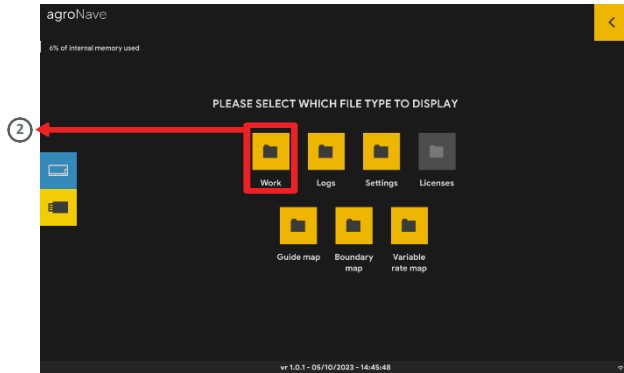 agroNave
6% of internal memory used
PLEASE SELECT WHICH FILE TYPE TO DISPLAY
2
Work
Logs
Settings
Licenses
Guide map
Boundary
map
Variable
rate map
vr 1.0.1 - 05/10/2023 - 14:45:48